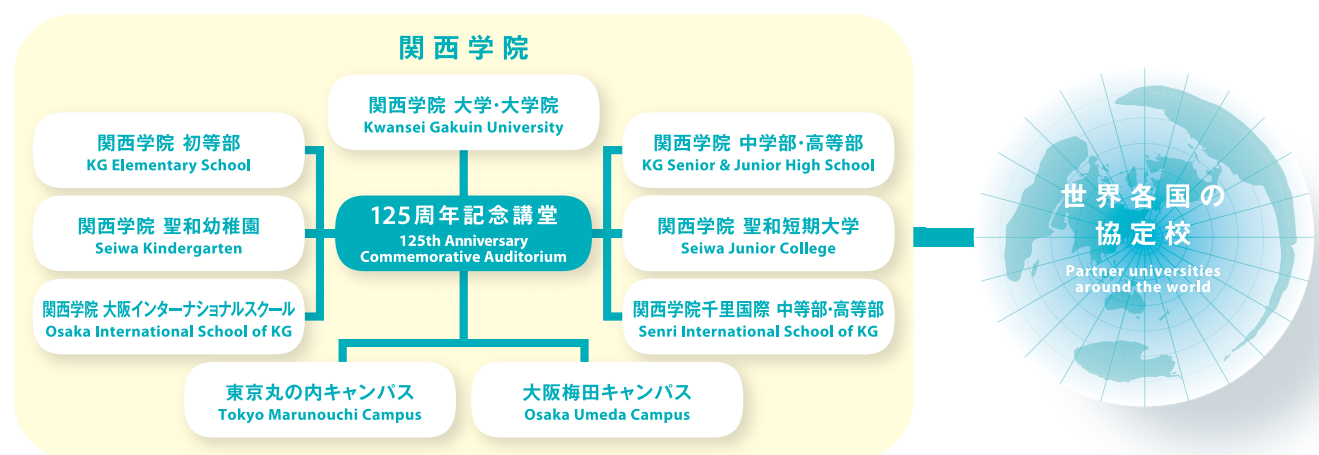 関西学院
関西学院 大学・大学院
Kwansei Gakuin University
関西学院 初等部
KG Elementary School
関西学院 中学部・高等部
KG Senior & Junior High School
関西学院 聖和幼稚園
Seiwa Kindergarten
125周年記念講堂
125th Anniversary
Commemorative Auditorium
関西学院 聖和短期大学
Seiwa Junior College
関西学院 大阪インターナショナルスクール
Osaka International School of KG
関西学院千里国際 中等部・高等部
Senri International School of KG
東京丸の内キャンパス
Tokyo Marunouchi Campus
大阪梅田キャンパス
Osaka Umeda Campus
世界各国の
協定校
Partner universities
around the world